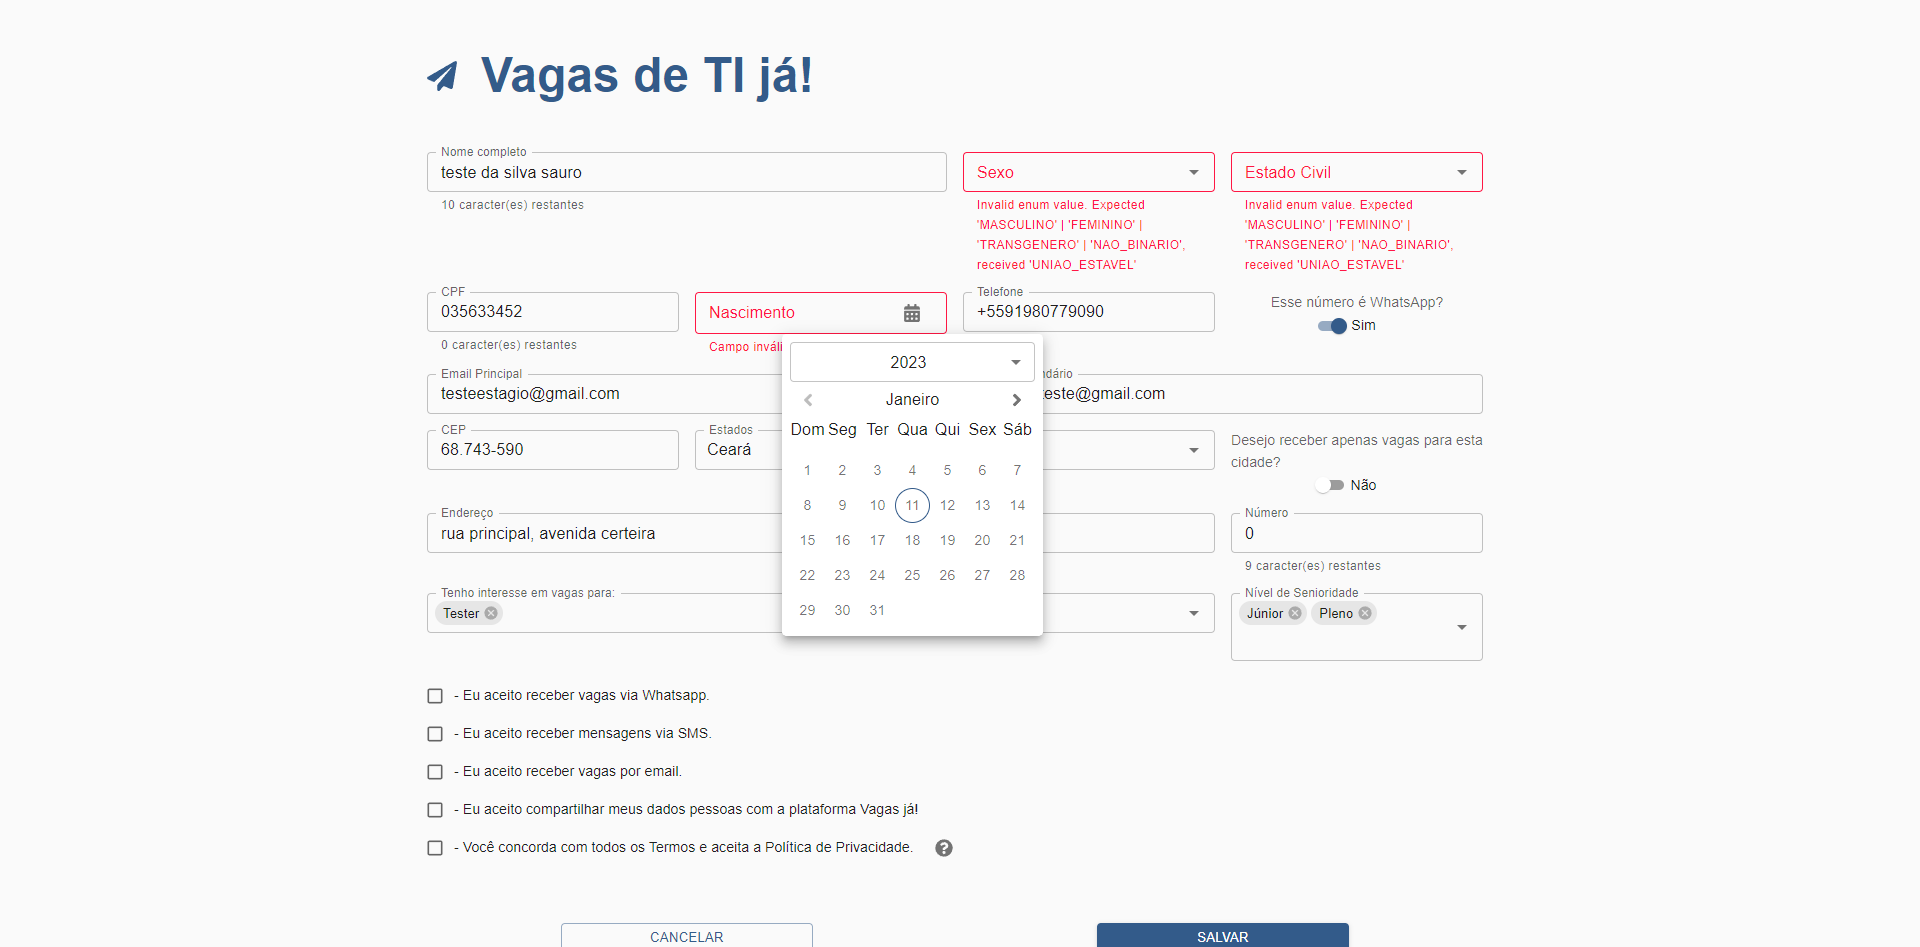 Vagas de TI já!
Nome completo
teste da silva sauro
10 caracter(es) restantes
Sexo
Invalid enum value. Expected
'MASCULINO' | 'FEMININO' |
'TRANSGENERO' | 'NAO_BINARIO',
received 'UNIAO_ESTAVEL'
Estado Civil
Invalid enum value. Expected
'MASCULINO' | 'FEMININO' |
'TRANSGENERO' | 'NAO_BINARIO',
received 'UNIAO_ESTAVEL'
CPF
035633452
0 caracter(es) restantes
Nascimento
Campo
Telefone
+5591980779090
Esse número é WhatsApp?
Sim
2023
Janeiro
Dom Seg Ter Qua Qui Sex Sáb
1 2 3 4 5 6 7
8 9 10 11 12 13 14
15 16 17 18 19 20 21
22 23 24 25 26 27 28
29 30 31
Email Principal
testeestagio@gmail.com
teste@gmail.com
CEP
68.743-590
Estados
Ceará
Desejo receber apenas vagas para esta
cidade?
Não
Endereço
rua principal, avenida certeira
Número
0
9 caracter(es) restantes
Tenho interesse em vagas para:
Tester
Nível de Senioridade
Júnior Pleno
- Eu aceito receber vagas via Whatsapp.
- Eu aceito receber mensagens via SMS.
- Eu aceito receber vagas por email.
- Eu aceito compartilhar meus dados pessoas com a plataforma Vagas já!
- Você concorda com todos os Termos e aceita a Política de Privacidade.
CANCELAR
SALVAR